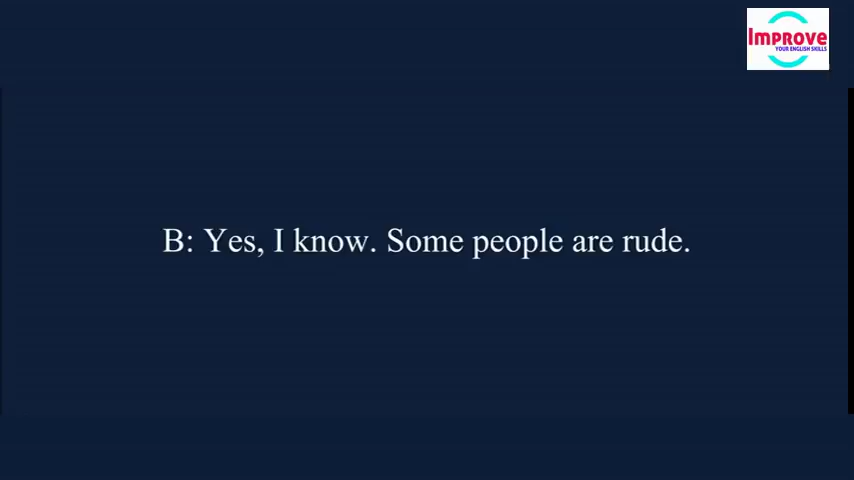 Improve
YOUR ENGLISH SKILLS
B: Yes, I know. Some people are rude.